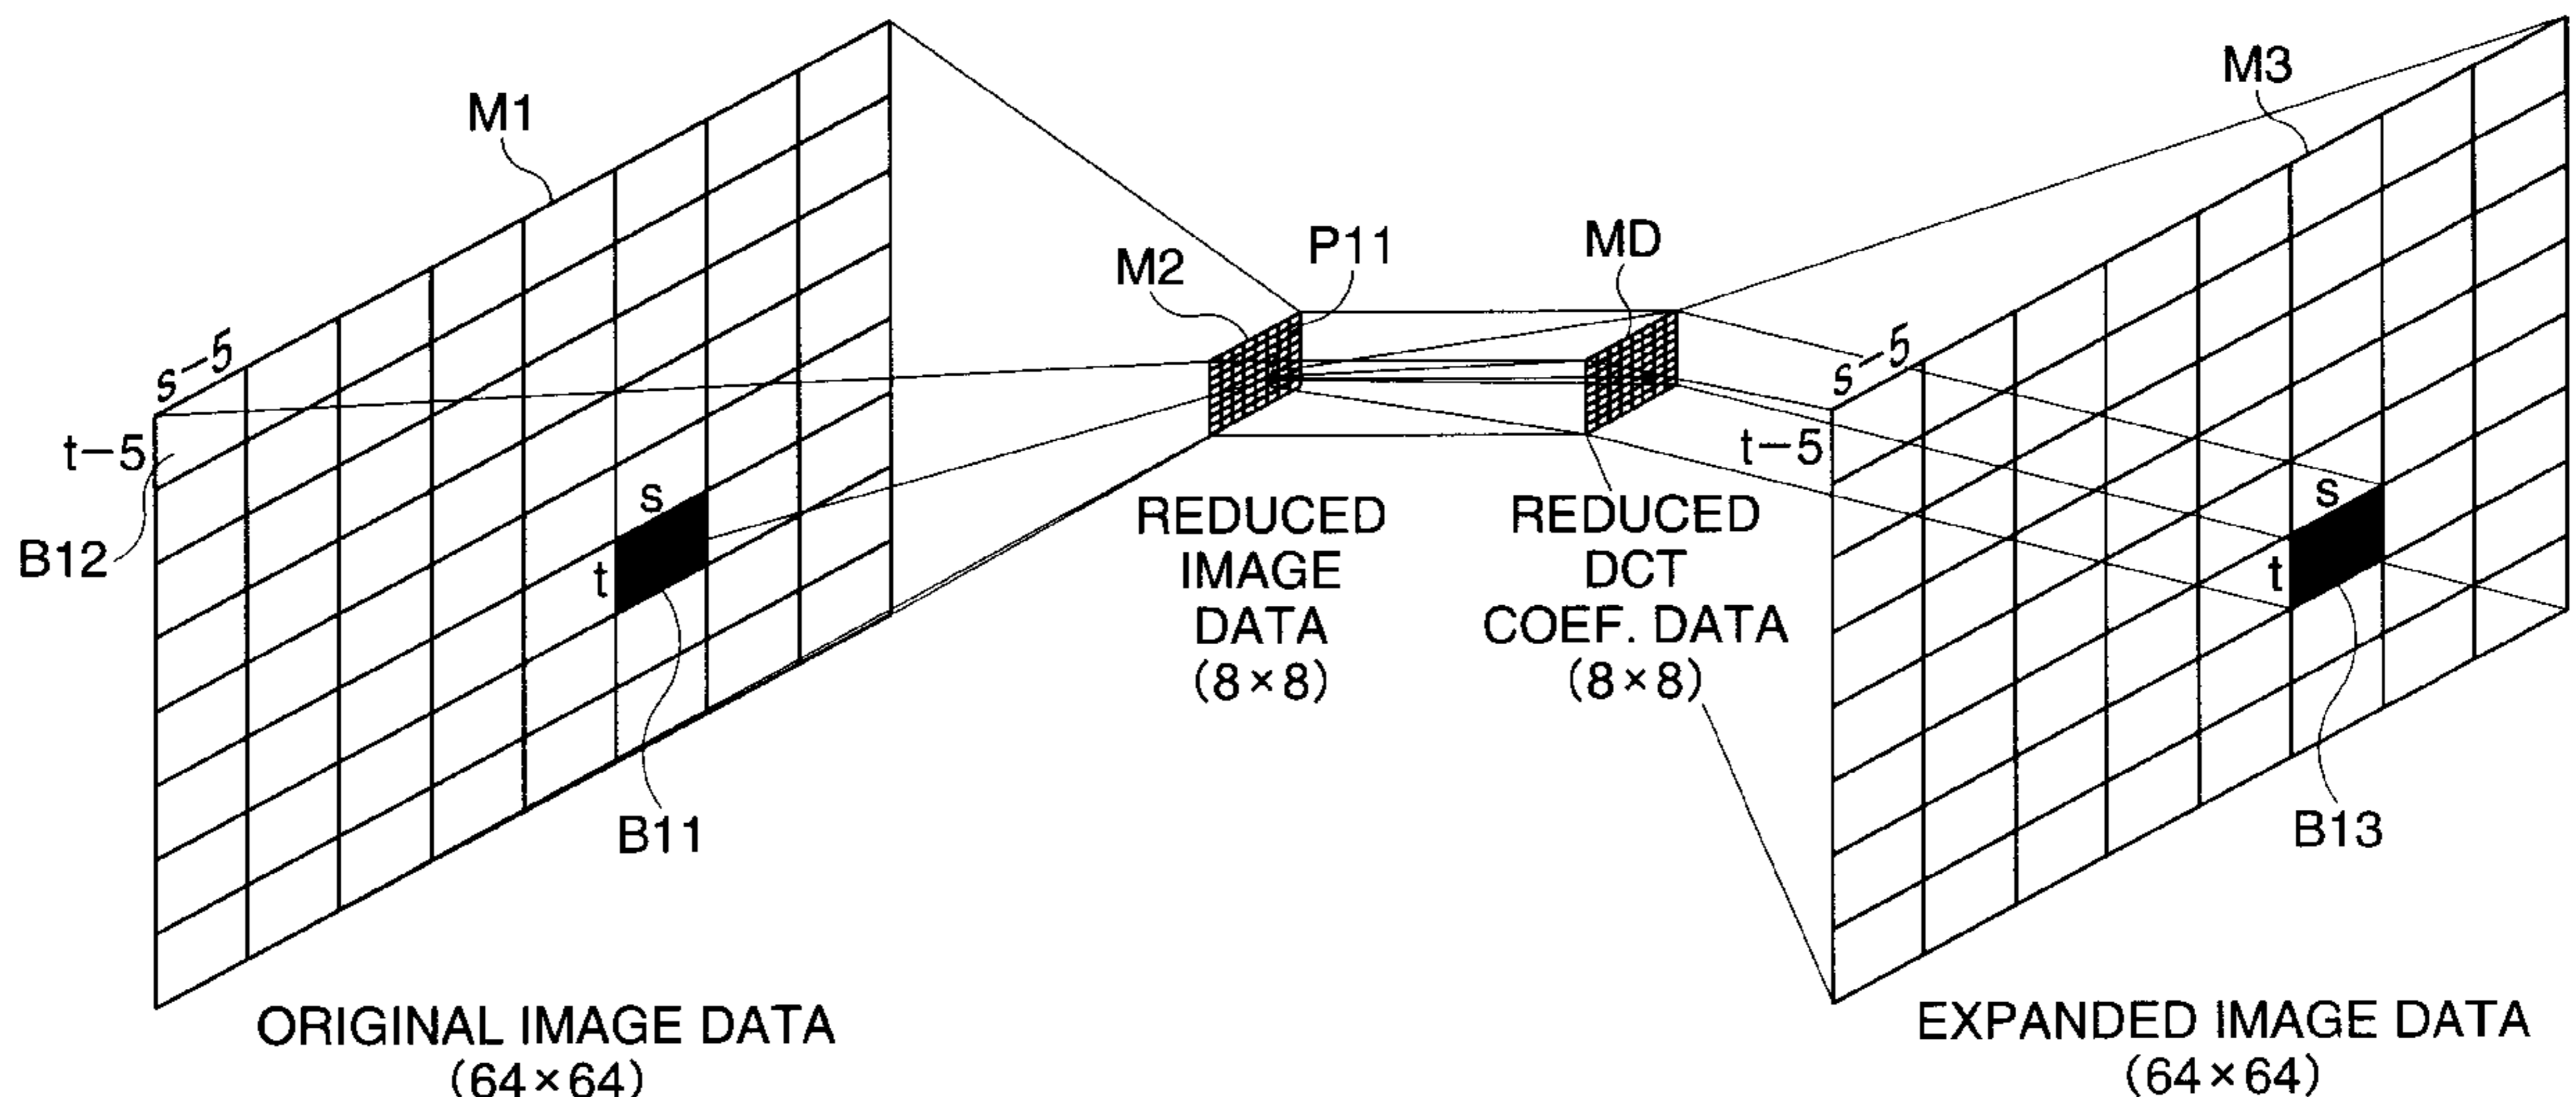 M1
s-5
t-5
B12
s
t
B11
ORIGINAL IMAGE DATA
(64×64)
M2
P11
MD
REDUCED
IMAGE
DATA
(8×8)
REDUCED
DCT
COEF. DATA
(8×8)
M3
s-5
t-5
s
t
B13
EXPANDED IMAGE DATA
(64×64)